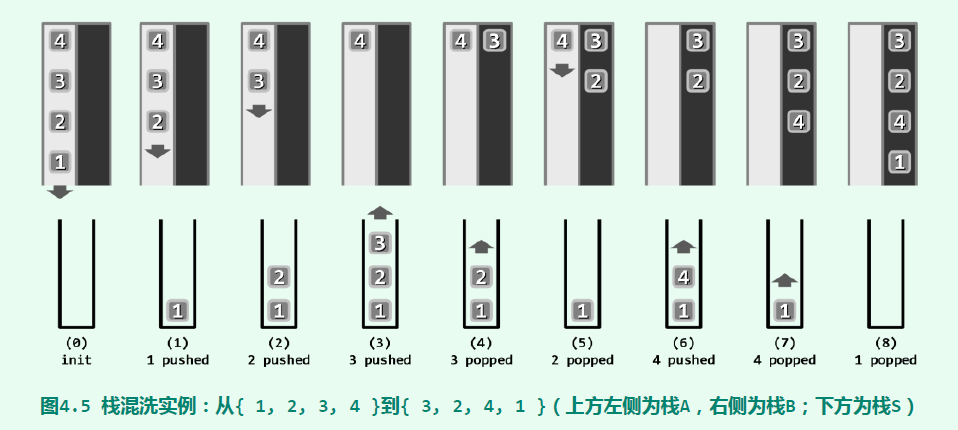 4 4 4 4 4 3 4 3 3 3 3
3 3 3 2 2 2 2
2 2 4 4
1 1
3
2 2 2 4
1 1 1 1 1 1 1
(0) (1) (2) (3) (4) (5) (6) (7) (8)
init 1 pushed 2 pushed 3 pushed 3 popped 2 popped 4 pushed 4 popped 1 popped
图4.5 栈混洗实例：从{ 1, 2, 3, 4 }到{ 3, 2, 4, 1 }（上方左侧为栈A，右侧为栈B；下方为栈S）